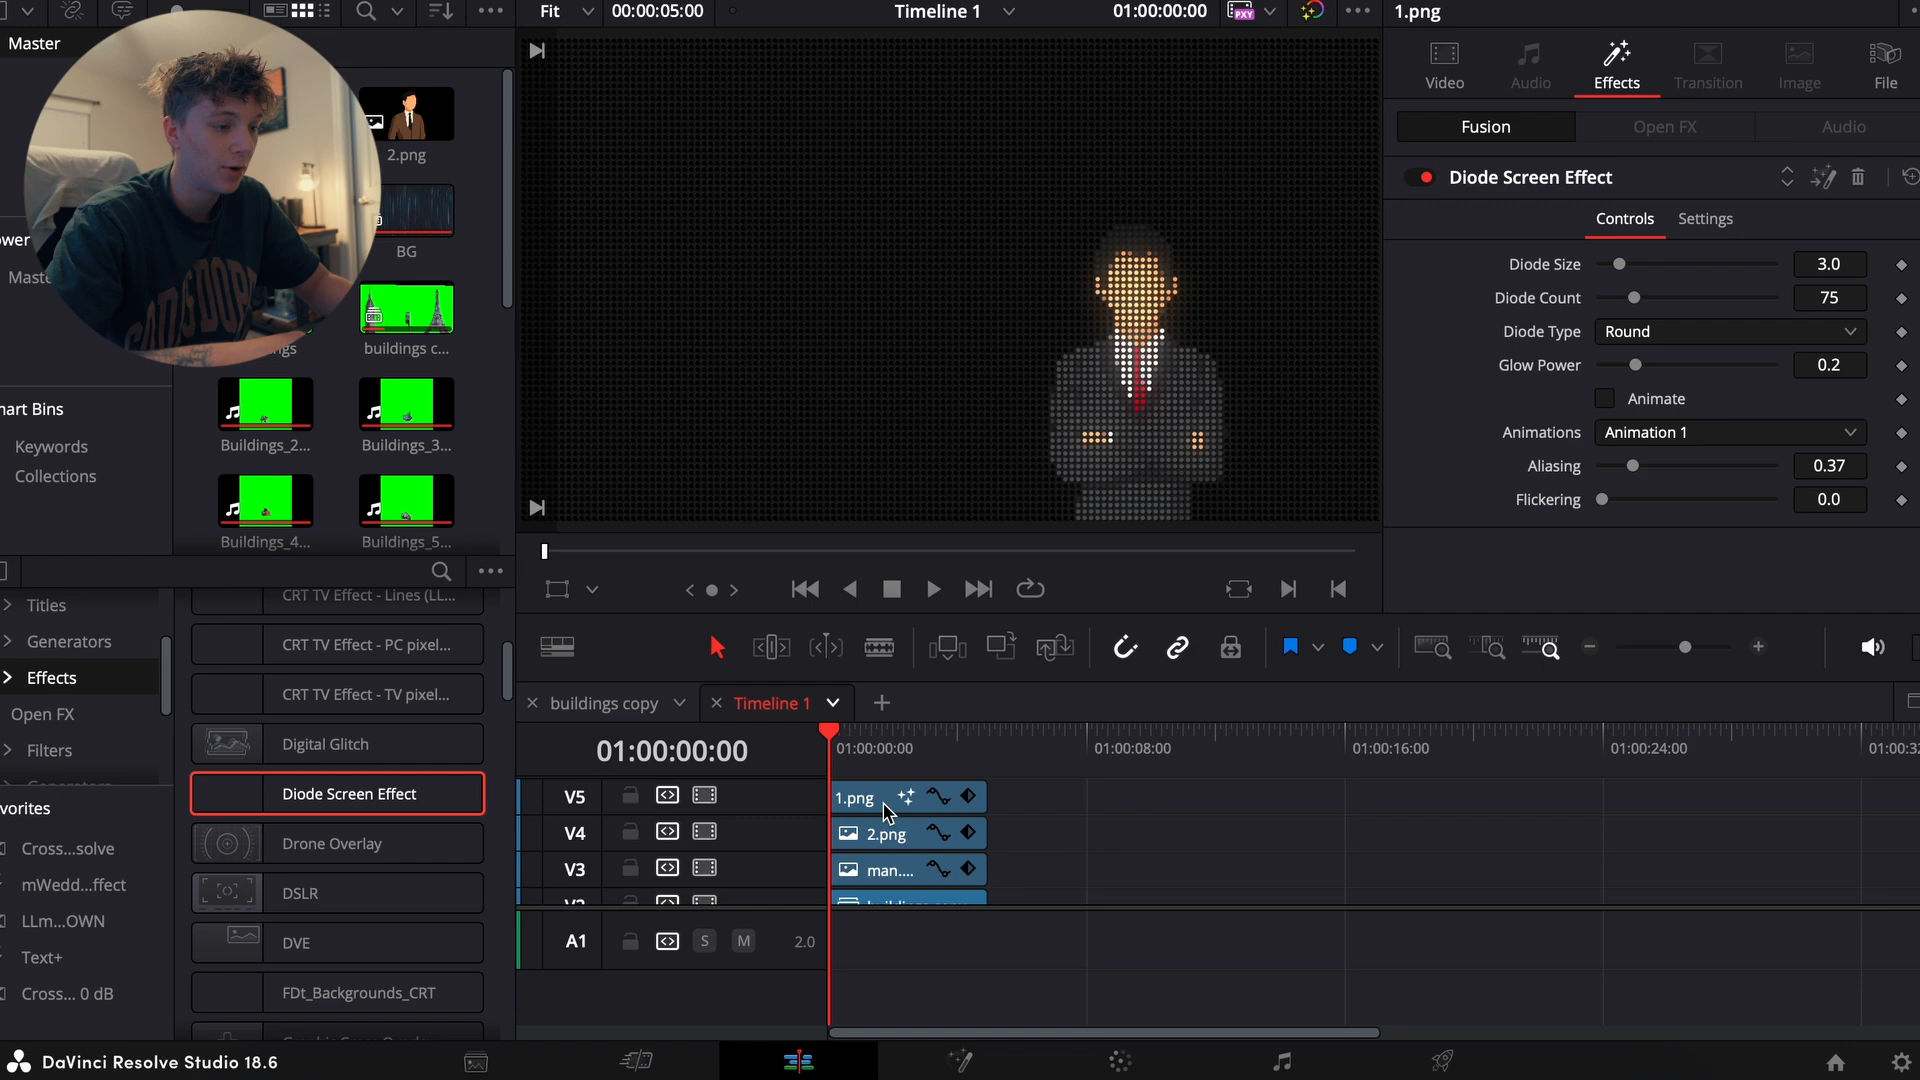 Fit
00:00:05:00
Timeline 1
01:00:00:00
PXY
1.png
Master
2.png
BG
buildings c...
Buildings_2...
Buildings_3...
Buildings_4...
Buildings_5...
Keywords
Collections
Video
Audio
Effects
Transition
Image
File
Fusion
Open FX
Audio
Diode Screen Effect
Controls
Settings
Diode Size
3.0
Diode Count
75
Diode Type
Round
Glow Power
0.2
Animate
Animations
Animation 1
Aliasing
0.37
Flickering
0.0
Titles
Generators
Effects
Open FX
Filters
vorites
Cross...solve
mWedd...ffect
LLm...OWN
Text+
Cross... 0 dB
CRT TV Effect - Lines (LL...
CRT TV Effect - PC pixel...
CRT TV Effect - TV pixel...
Digital Glitch
Diode Screen Effect
Drone Overlay
DSLR
DVE
FDt_Backgrounds_CRT
buildings copy
Timeline 1
01:00:00:00
01:00:00:00
01:00:08:00
01:00:16:00
01:00:24:00
01:00:32
V5
1.png
V4
2.png
V3
man....
A1
S
M
2.0
DaVinci Resolve Studio 18.6